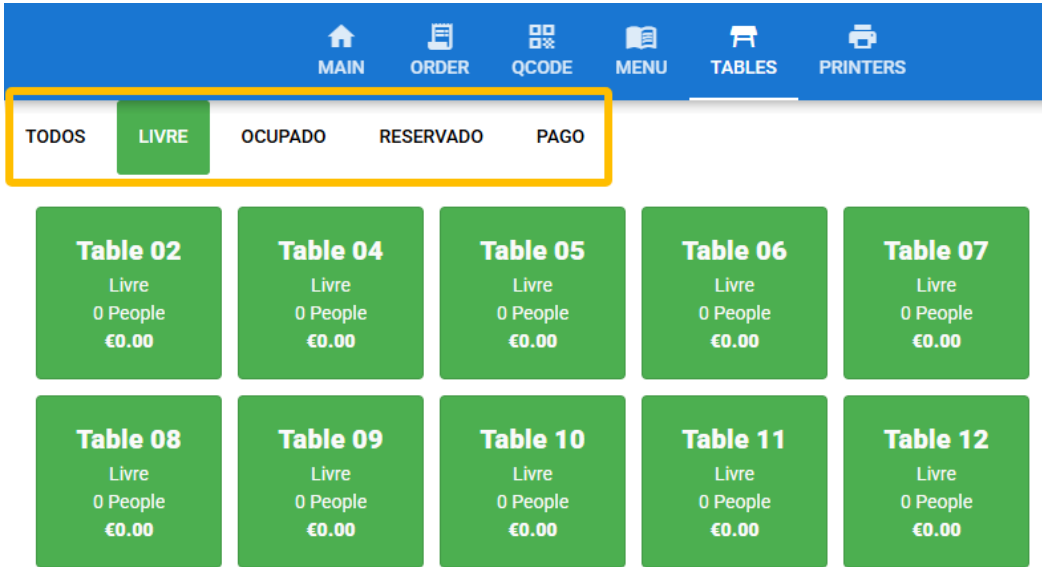 MAIN ORDER QCODE MENU TABLES PRINTERS
TODOS LIVRE OCUPADO RESERVADO PAGO
Table 02 Table 04 Table 05 Table 06 Table 07
Livre Livre Livre Livre Livre
0 People 0 People 0 People 0 People 0 People
€0.00 €0.00 €0.00 €0.00 €0.00
Table 08 Table 09 Table 10 Table 11 Table 12
Livre Livre Livre Livre Livre
0 People 0 People 0 People 0 People 0 People
€0.00 €0.00 €0.00 €0.00 €0.00